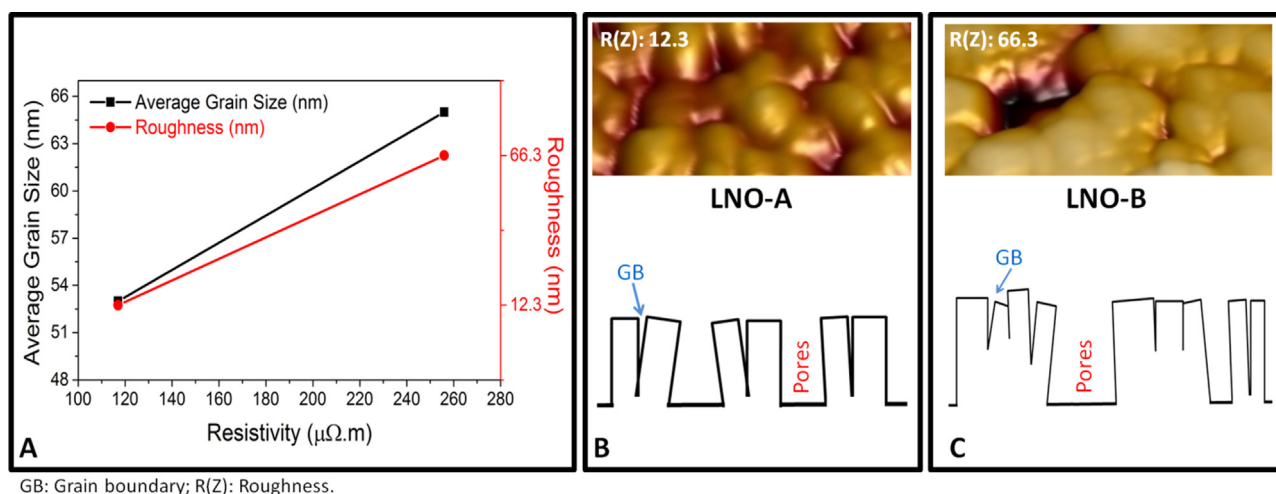 Average Grain Size (nm)
66
63
60
57
54
51
48
100 120 140 160 180 200 220 240 260 280
Resistivity (μΩ.m)
Average Grain Size (nm)
Roughness (nm)
66.3
12.3
Roughness (nm)
A
R(Z): 12.3
LNO-A
GB
Pores
B
R(Z): 66.3
LNO-B
GB
Pores
C
GB: Grain boundary; R(Z): Roughness.